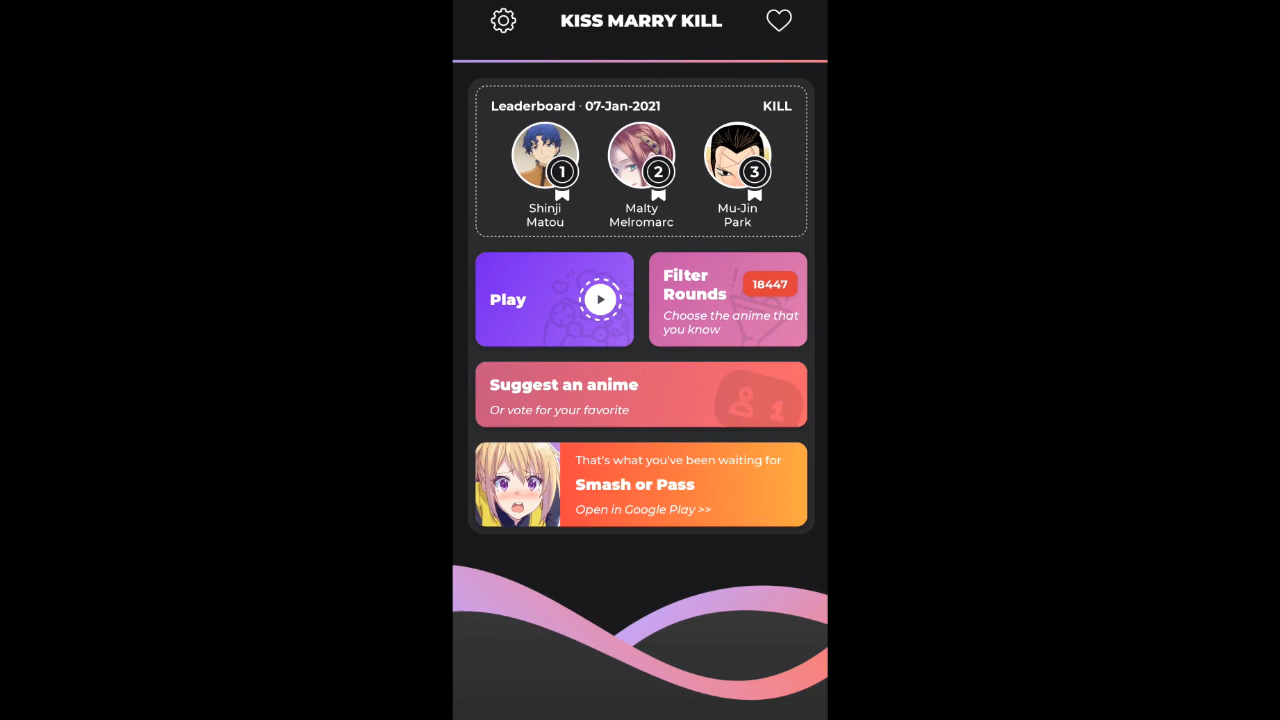 KISS MARRY KILL
Leaderboard · 07-Jan-2021
KILL
1
2
3
Shinji
Matou
Malty
Melromarc
Mu-Jin
Park
Play
Filter
Rounds
18447
Choose the anime that
you know
Suggest an anime
Or vote for your favorite
1
That's what you've been waiting for
Smash or Pass
Open in Google Play >>